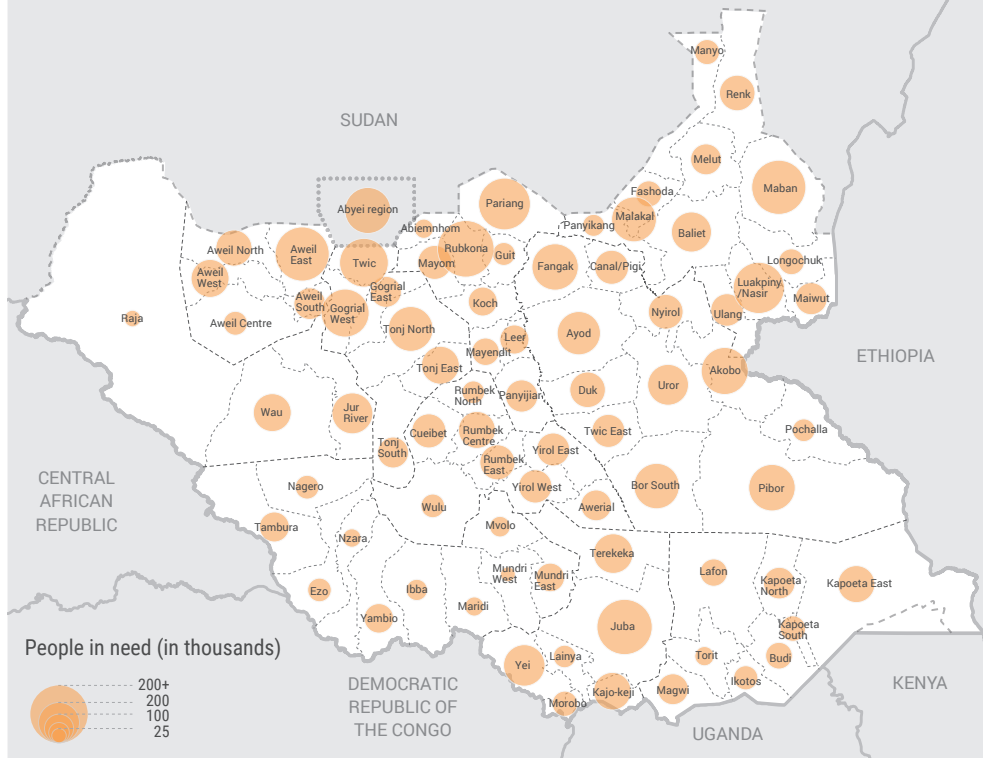 Manyo
Renk
SUDAN
Melut
Maban
Fashoda
Abyei region
Pariang
Malakal
Panyikang
Abiemnhom
Baliet
Aweil North
Aweil
East
Rubkona
Guit
Twic
Mayom
Fangak
Canal/Pigi
Longochuk
Aweil
West
Gogrial
East
Luakpiny
/Nasir
Maiwut
Aweil
South
Gogrial
West
Koch
Nyirol
Ulang
Raja
Aweil Centre
Tonj North
Ayod
Leer
Mayendit
ETHIOPIA
Tonj East
Akobo
Uror
Duk
Rumbek
North
Panyijiar
Wau
Jur
River
Cueibet
Rumbek
Centre
Twic East
Pochalla
Tonj
South
Yirol East
Rumbek
East
CENTRAL
AFRICAN
REPUBLIC
Nagero
Yirol West
Bor South
Pibor
Wulu
Awerial
Tambura
Mvolo
Nzara
Terekeka
Mundri
West
Mundri
East
Lafon
Kapoeta
North
Kapoeta East
Ezo
Ibba
Maridi
Yambio
Juba
Kapoeta
South
People in need (in thousands)
200+
200
100
25
Yei
Lainya
Torit
Budi
Ikotos
KENYA
DEMOCRATIC
REPUBLIC OF
THE CONGO
Morobo
Kajo-keji
Magwi
UGANDA